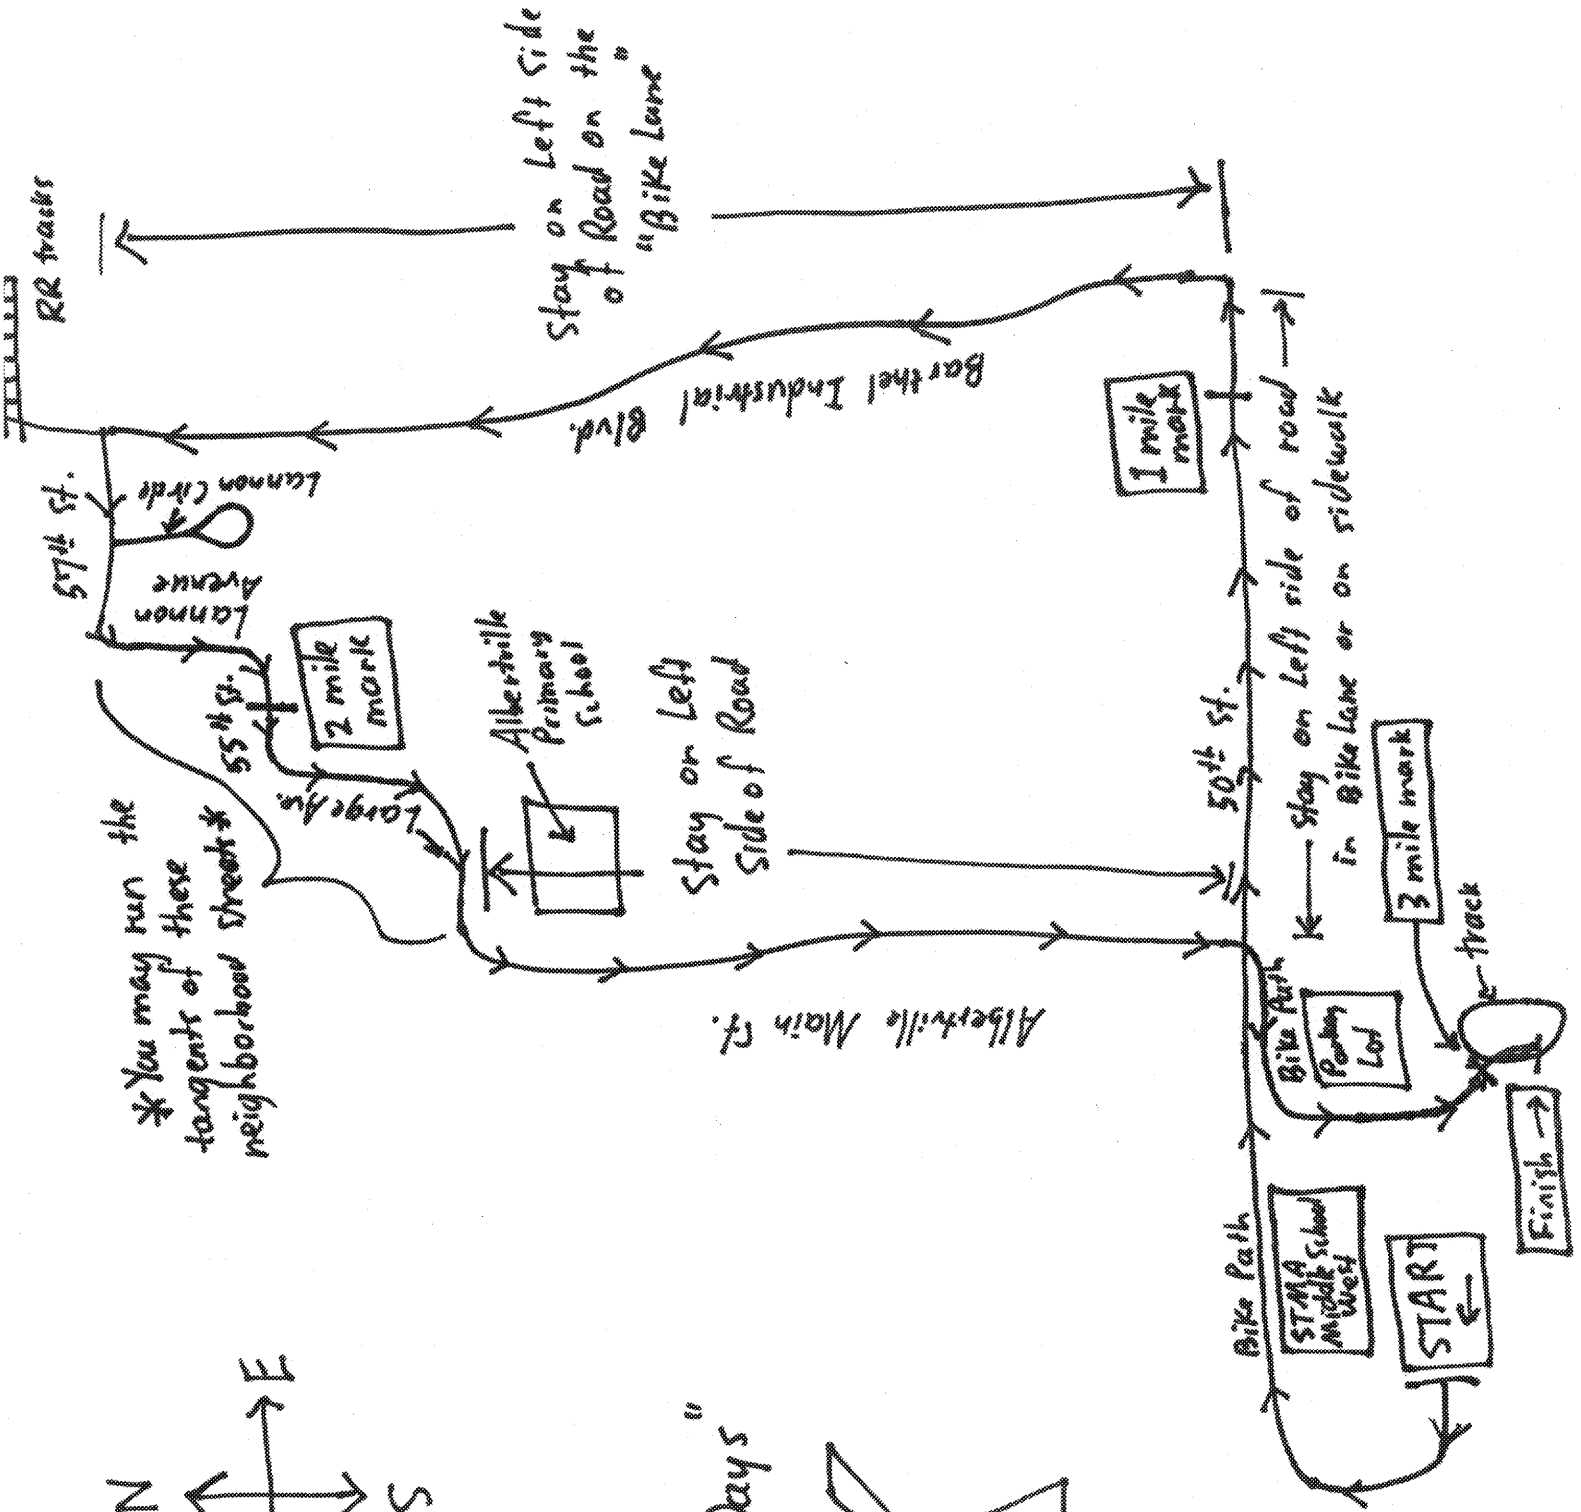 RR tracks
Stay on Left side
of Road on the
"Bike Lane"
57th st.
Lannon Circle
Lannon
Avenue
Barthel Industrial
Blvd.
*You may run the
tangents of these
neighborhood streets*
55th st.
2 mile
mark
Large Av.
Albertville
Primary
School
Stay on Left
Side of Road
Albertville Main St.
1 mile
mark
50th st.
Stay on Left side of road
in Bike Lane or on sidewalk
3 mile mark
track
Bike Path
Parking
Lot
Finish
Bike Path
STMA
Middle School
West
START
N
E
S